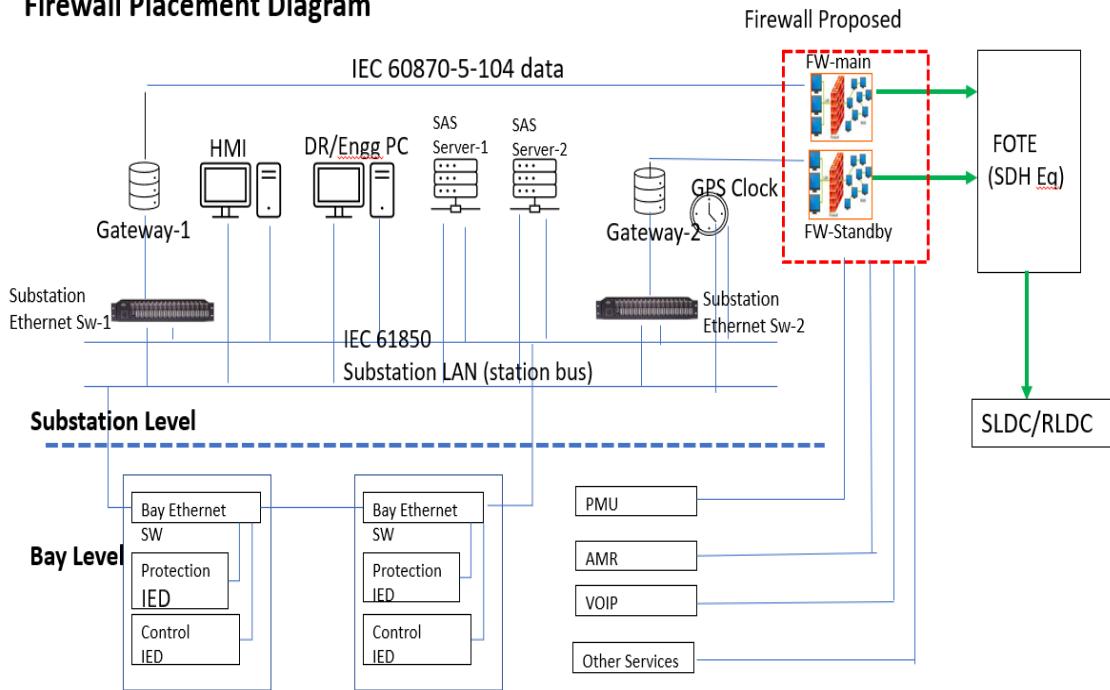 Firewall Placement Diagram
Firewall Proposed
IEC 60870-5-104 data
FW-main
HMI
DR/Engg PC
SAS
Server-1
SAS
Server-2
FOTE
(SDH Eq)
GPS Clock
Gateway-1
Gateway-2
FW-Standby
Substation
Ethernet Sw-1
Substation
Ethernet Sw-2
IEC 61850
Substation LAN (station bus)
SLDC/RLDC
Substation Level
Bay Level
Bay Ethernet
SW
Protection
IED
Control
IED
Bay Ethernet
SW
Protection
IED
Control
IED
PMU
AMR
VOIP
Other Services